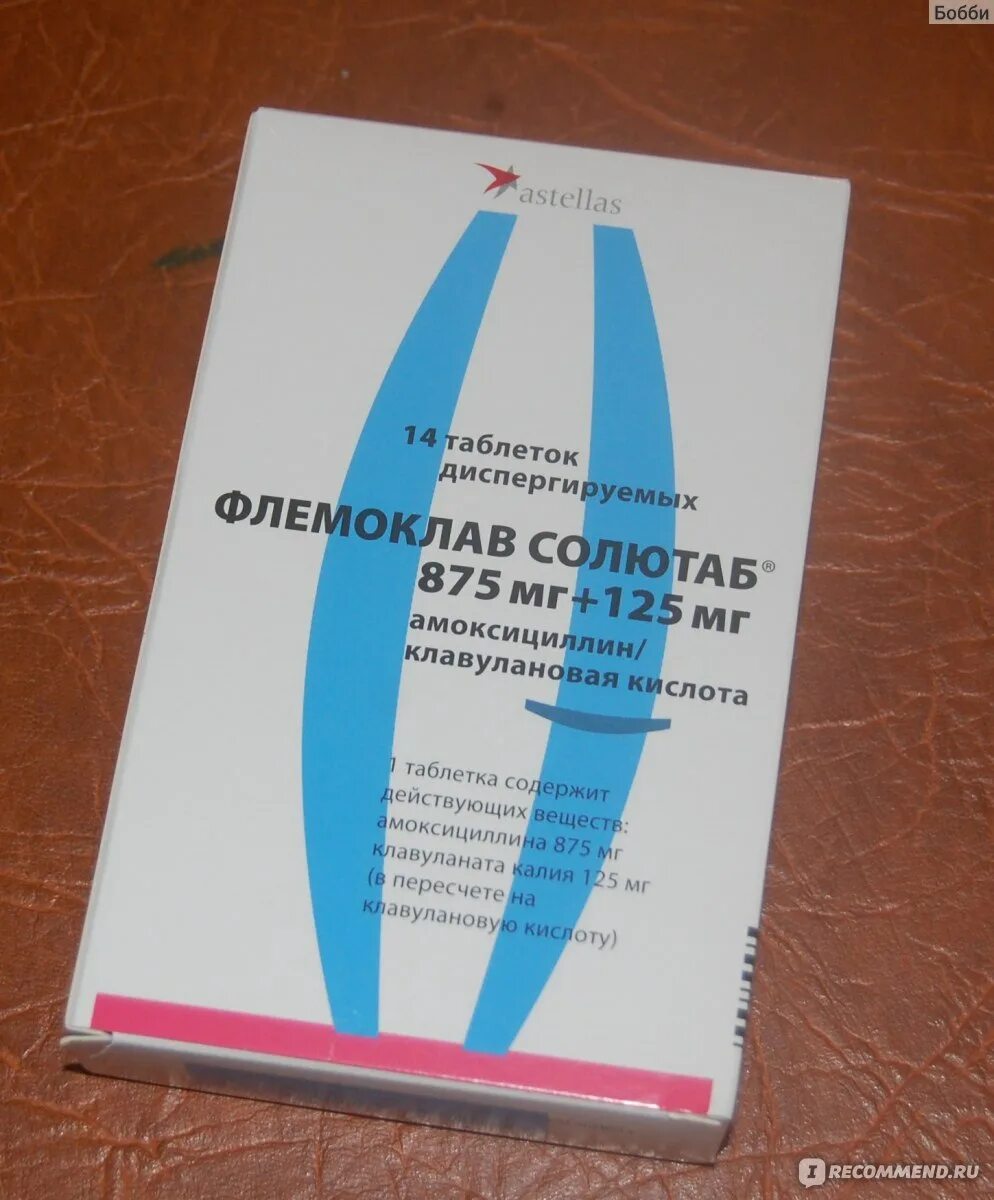 Бобби
astellas
14 таблеток
диспергируемых
ФЛЕМОКЛАВ СОЛЮТАБ®
875 мг+125 мг
амоксициллин/
клавулановая кислота
1 таблетка содержит
действующих веществ:
амоксициллина 875 мг
клавуланата калия 125 мг
(в пересчете на
клавулановую кислоту)
IRECOMMEND.RU